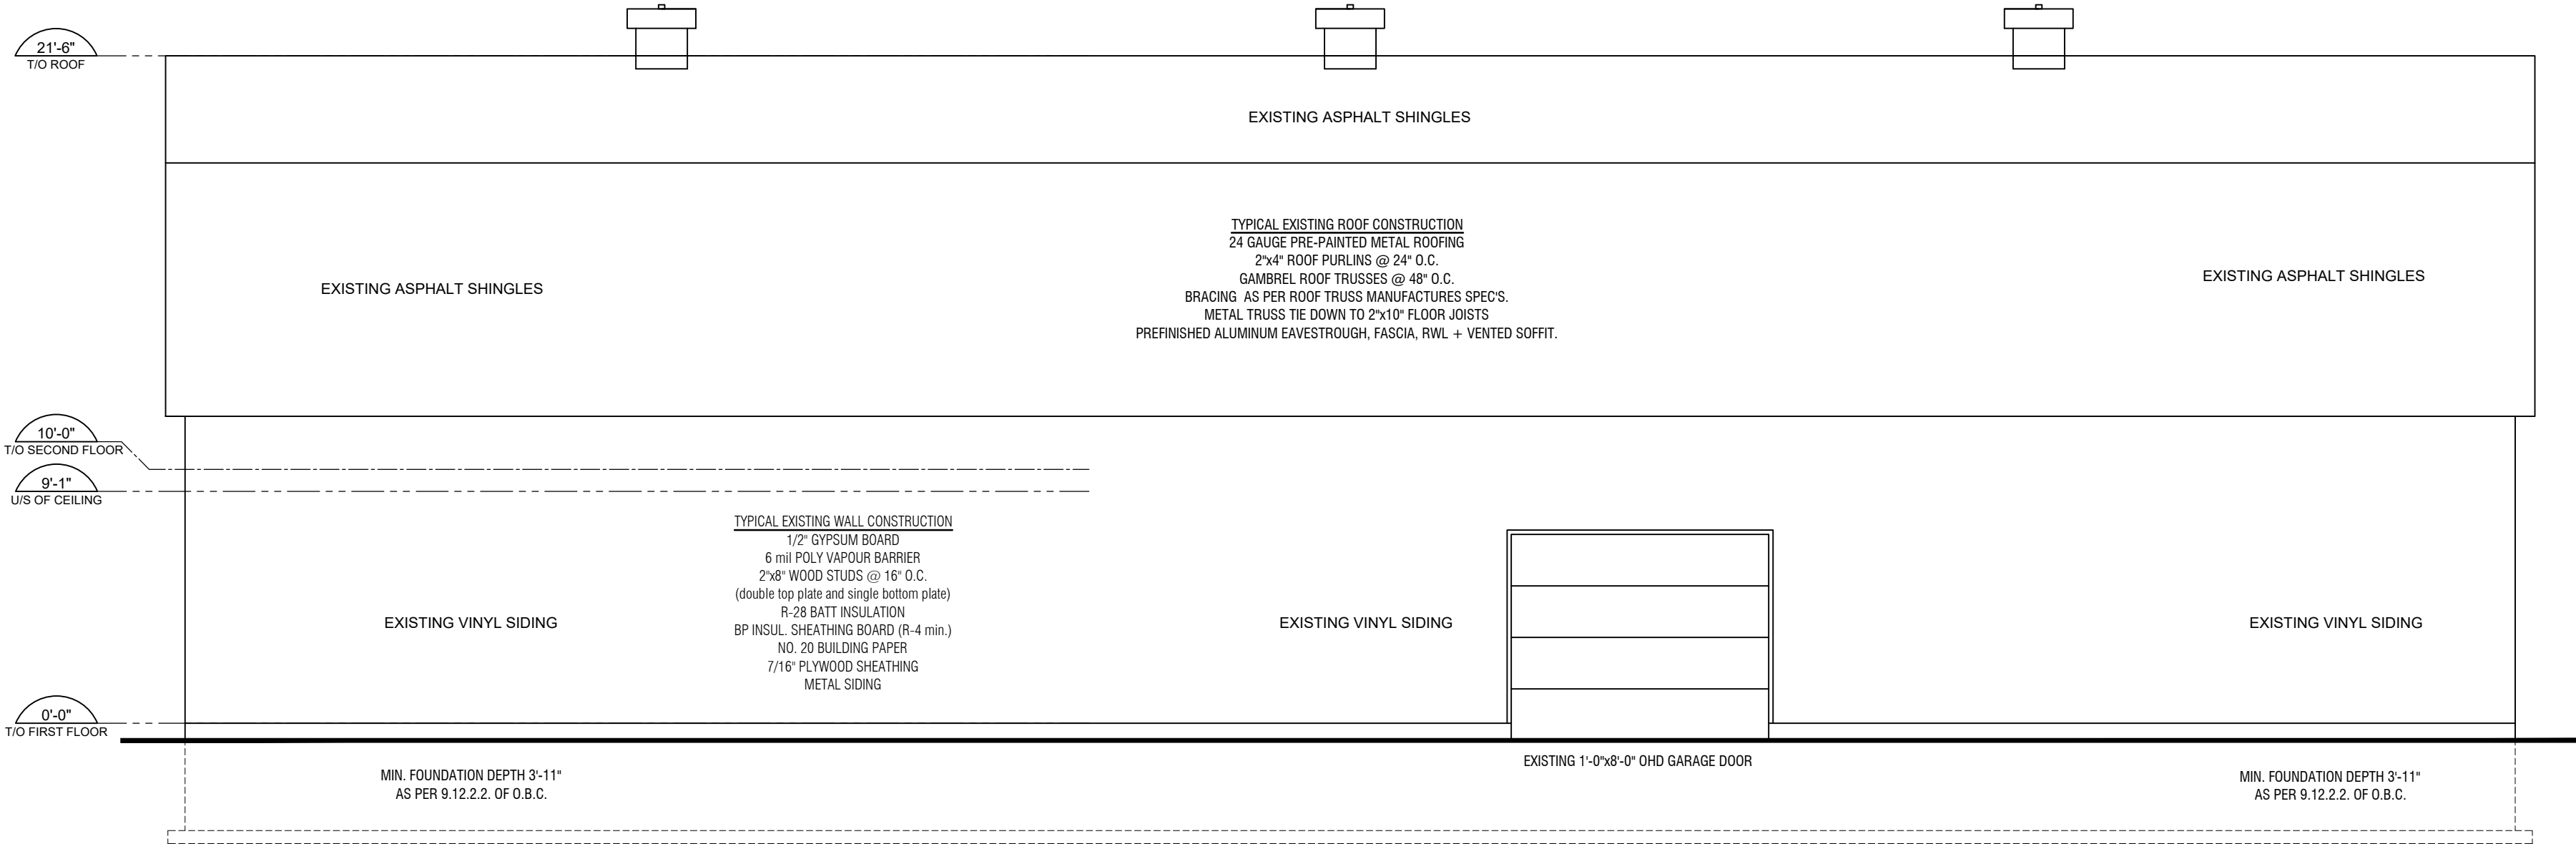 21'-6"
T/O ROOF
EXISTING ASPHALT SHINGLES
TYPICAL EXISTING ROOF CONSTRUCTION
24 GAUGE PRE-PAINTED METAL ROOFING
2"x4" ROOF PURLINS @ 24" O.C.
GAMBREL ROOF TRUSSES @ 48" O.C.
BRACING  AS PER ROOF TRUSS MANUFACTURES SPEC'S.
METAL TRUSS TIE DOWN TO 2"x10" FLOOR JOISTS
PREFINISHED ALUMINUM EAVESTROUGH, FASCIA, RWL + VENTED SOFFIT.
EXISTING ASPHALT SHINGLES
EXISTING ASPHALT SHINGLES
10'-0"
T/O SECOND FLOOR
9'-1"
U/S OF CEILING
TYPICAL EXISTING WALL CONSTRUCTION
1/2" GYPSUM BOARD
6 mil POLY VAPOUR BARRIER
2"x8" WOOD STUDS @ 16" O.C.
(double top plate and single bottom plate)
R-28 BATT INSULATION
BP INSUL. SHEATHING BOARD (R-4 min.)
NO. 20 BUILDING PAPER
7/16" PLYWOOD SHEATHING
METAL SIDING
EXISTING VINYL SIDING
EXISTING VINYL SIDING
EXISTING VINYL SIDING
0'-0"
T/O FIRST FLOOR
EXISTING 1'-0"x8'-0" OHD GARAGE DOOR
MIN. FOUNDATION DEPTH 3'-11"
AS PER 9.12.2.2. OF O.B.C.
MIN. FOUNDATION DEPTH 3'-11"
AS PER 9.12.2.2. OF O.B.C.